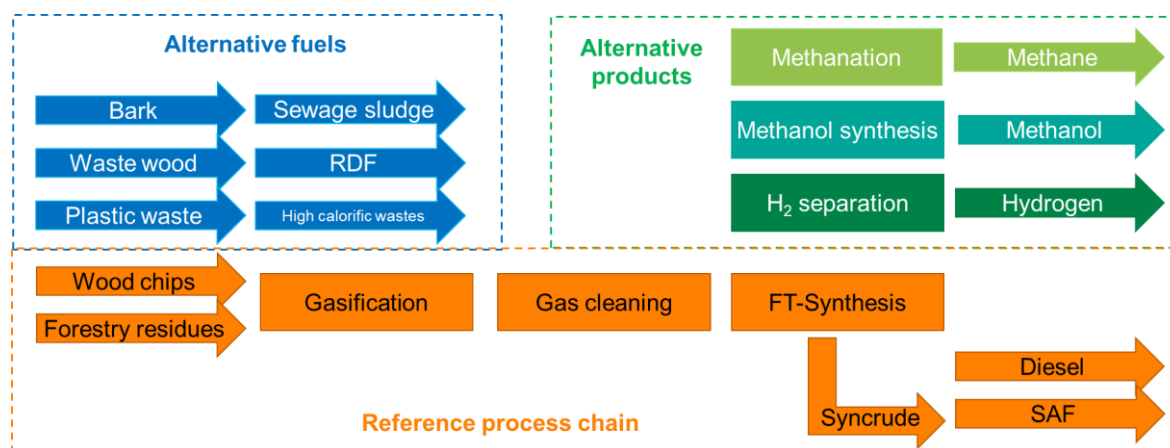 Alternative fuels
Bark
Sewage sludge
Waste wood
RDF
Plastic waste
High calorific wastes
Alternative
products
Methanation
Methane
Methanol synthesis
Methanol
H₂ separation
Hydrogen
Wood chips
Forestry residues
Gasification
Gas cleaning
FT-Synthesis
Syncrude
Diesel
SAF
Reference process chain